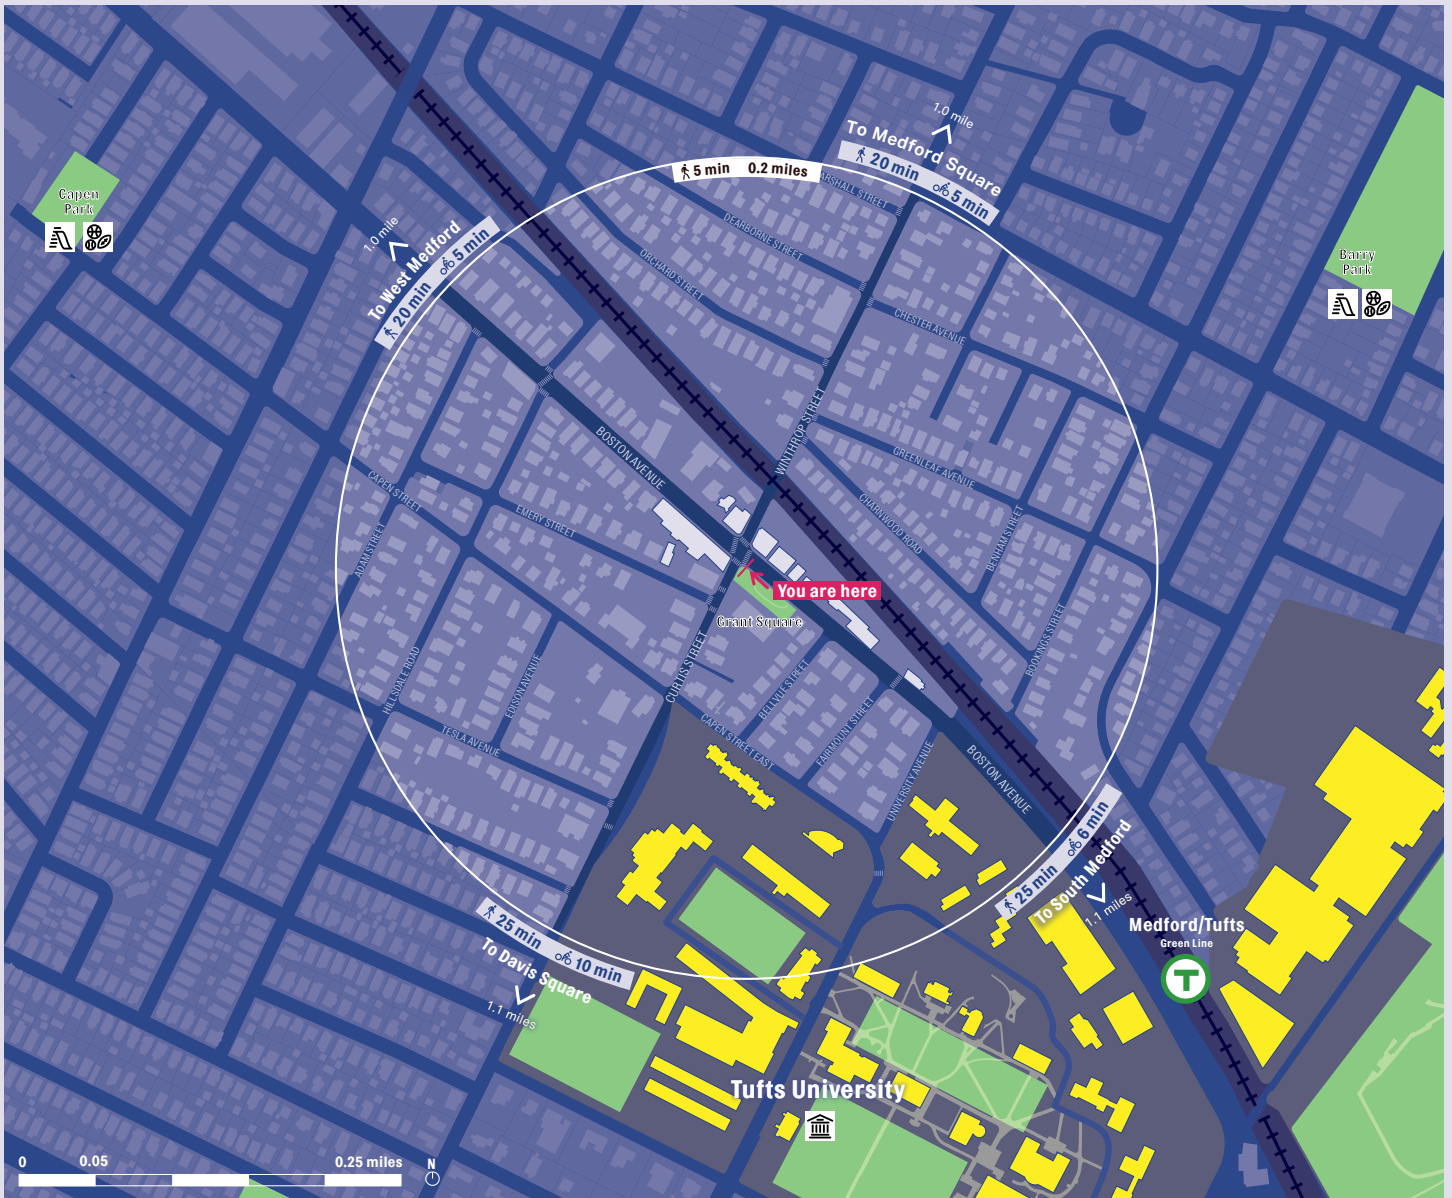 1.0 mile
To Medford Square
20 min 5 min
5 min 0.2 miles
MARSHALL STREET
DEARBORNE STREET
ORCHARD STREET
Capen
Park
1.0 mile
To West Medford
20 min 5 min
Barry
Park
CHESTER AVENUE
WINTHROP STREET
BOSTON AVENUE
GREENLEAF AVENUE
CAPEN STREET
EMERY STREET
CHARNWOOD ROAD
ADAM STREET
BENHAM STREET
You are here
Grant Square
CURTIS STREET
BOOKINGS STREET
HILLSDALE ROAD
EDISON AVENUE
BELLVUE STREET
TESLA AVENUE
CAPEN STREET EAST
FAIRMOUNT STREET
UNIVERSITY AVENUE
BOSTON AVENUE
25 min 6 min
To South Medford
1.1 miles
Medford/Tufts
Green Line
T
25 min 10 min
To Davis Square
1.1 miles
Tufts University
0 0.05 0.25 miles
N